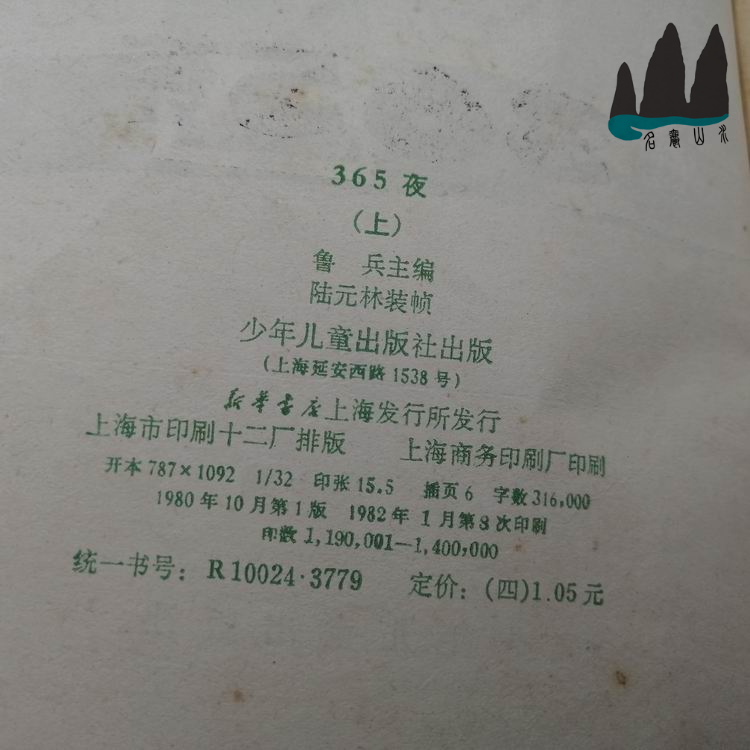 名窻山水
365 夜
（上）
鲁　兵主编
陆元林装帧
少年儿童出版社出版
（上海延安西路 1538 号）
新华书店上海发行所发行
上海市印刷十二厂排版　上海商务印刷厂印刷
开本 787×1092　1/32　印张 15.5　插页 6　字数 316,000
1980 年 10 月第 1 版　1982 年 1 月第 8 次印刷
印数 1,190,001—1,400,000
统一书号：R 10024·3779　定价：（四）1.05 元